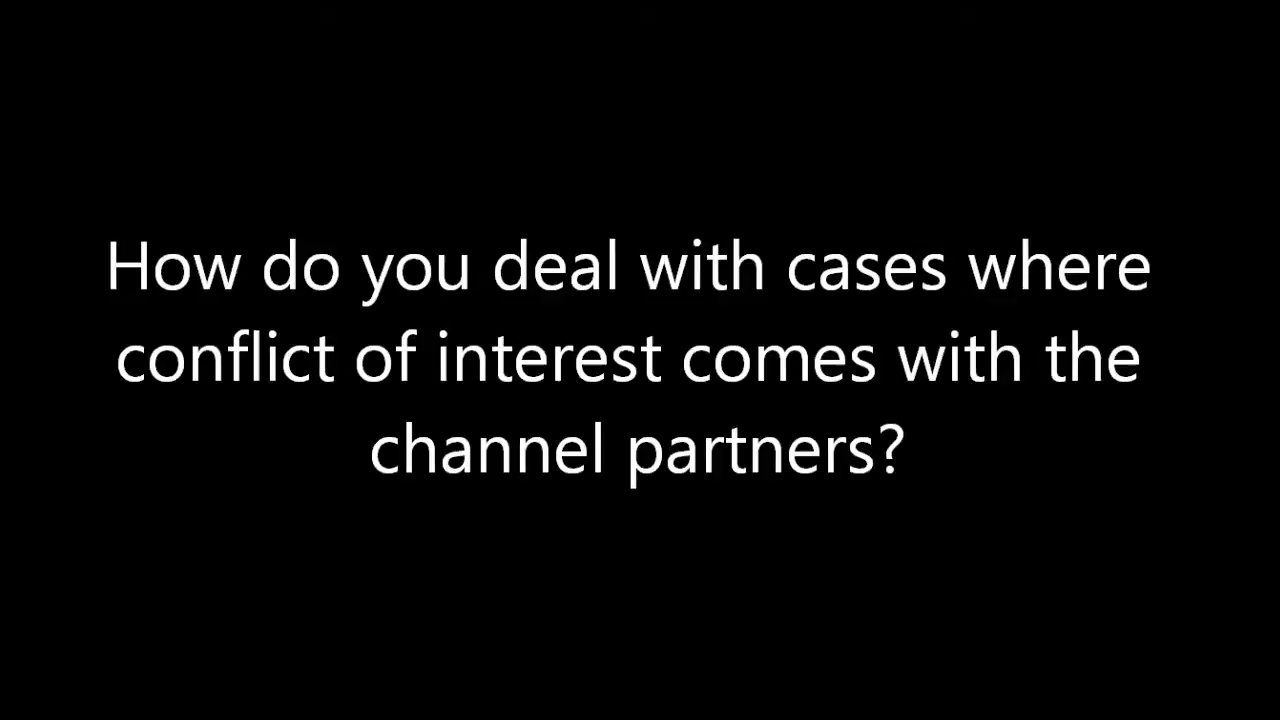 How do you deal with cases where
conflict of interest comes with the
channel partners?